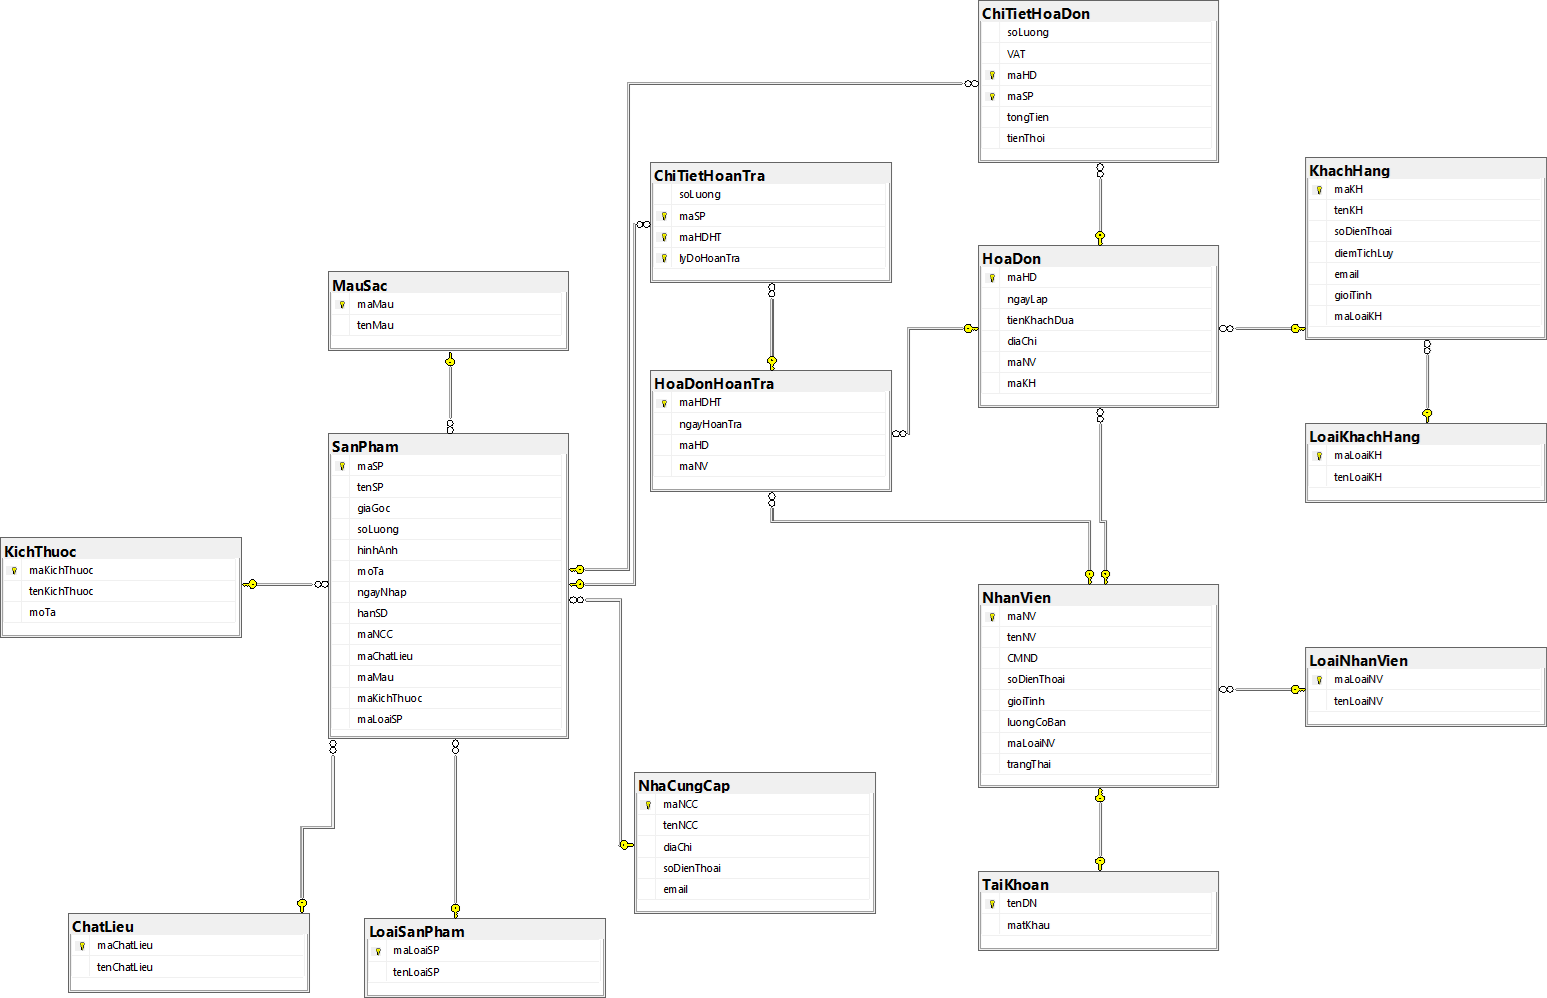 ChiTietHoaDon
soLuong
VAT
maHD
maSP
tongTien
tienThoi
ChiTietHoanTra
soLuong
maSP
maHDHT
lyDoHoanTra
KhachHang
maKH
tenKH
soDienThoai
diemTichLuy
email
gioiTinh
maLoaiKH
HoaDon
maHD
ngayLap
tienKhachDua
diaChi
maNV
maKH
MauSac
maMau
tenMau
HoaDonHoanTra
maHDHT
ngayHoanTra
maHD
maNV
LoaiKhachHang
maLoaiKH
tenLoaiKH
SanPham
maSP
tenSP
giaGoc
soLuong
hinhAnh
moTa
ngayNhap
hanSD
maNCC
maChatLieu
maMau
maKichThuoc
maLoaiSP
KichThuoc
maKichThuoc
tenKichThuoc
moTa
NhanVien
maNV
tenNV
CMND
soDienThoai
gioiTinh
luongCoBan
maLoaiNV
trangThai
LoaiNhanVien
maLoaiNV
tenLoaiNV
NhaCungCap
maNCC
tenNCC
diaChi
soDienThoai
email
TaiKhoan
tenDN
matKhau
ChatLieu
maChatLieu
tenChatLieu
LoaiSanPham
maLoaiSP
tenLoaiSP